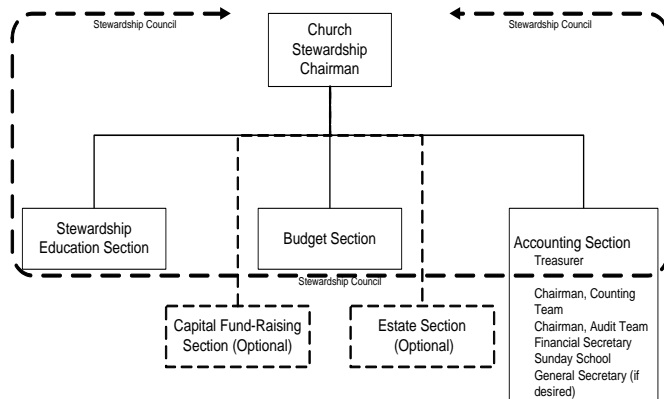 Stewardship Council
Stewardship Council
Church
Stewardship
Chairman
Stewardship
Education Section
Budget Section
Accounting Section
Treasurer
Stewardship Council
Capital Fund-Raising
Section (Optional)
Estate Section
(Optional)
Chairman, Counting
Team
Chairman, Audit Team
Financial Secretary
Sunday School
General Secretary (if
desired)